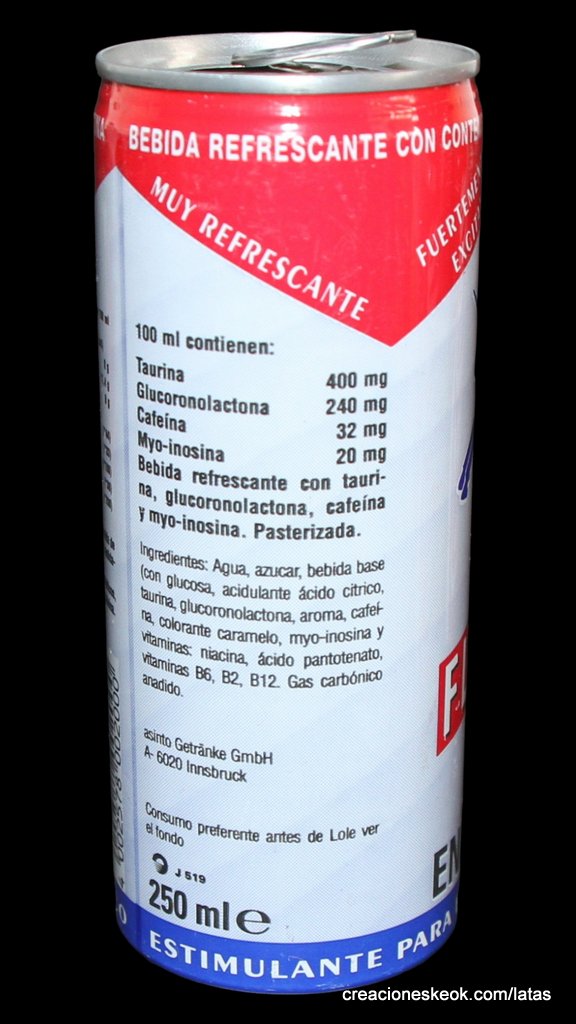 BEBIDA REFRESCANTE CON
MUY REFRESCANTE
100 ml contienen:
Taurina 400 mg
Glucoronolactona 240 mg
Cafeína 32 mg
Myo-inosina 20 mg
Bebida refrescante con tauri-
na, glucoronolactona, cafeína
y myo-inosina. Pasterizada.
Ingredientes: Agua, azucar, bebida base
(con glucosa, acidulante ácido citrico,
taurina, glucoronolactona, aroma, cafeí-
na, colorante caramelo, myo-inosina y
vitaminas: niacina, ácido pantotenato,
vitaminas B6, B2, B12. Gas carbónico
anadido.
asinto Getränke GmbH
A- 6020 Innsbruck
Consumo preferente antes de Lole ver
el fondo
J 519
250 ml e
ESTIMULANTE PARA
creacioneskeok.com/latas